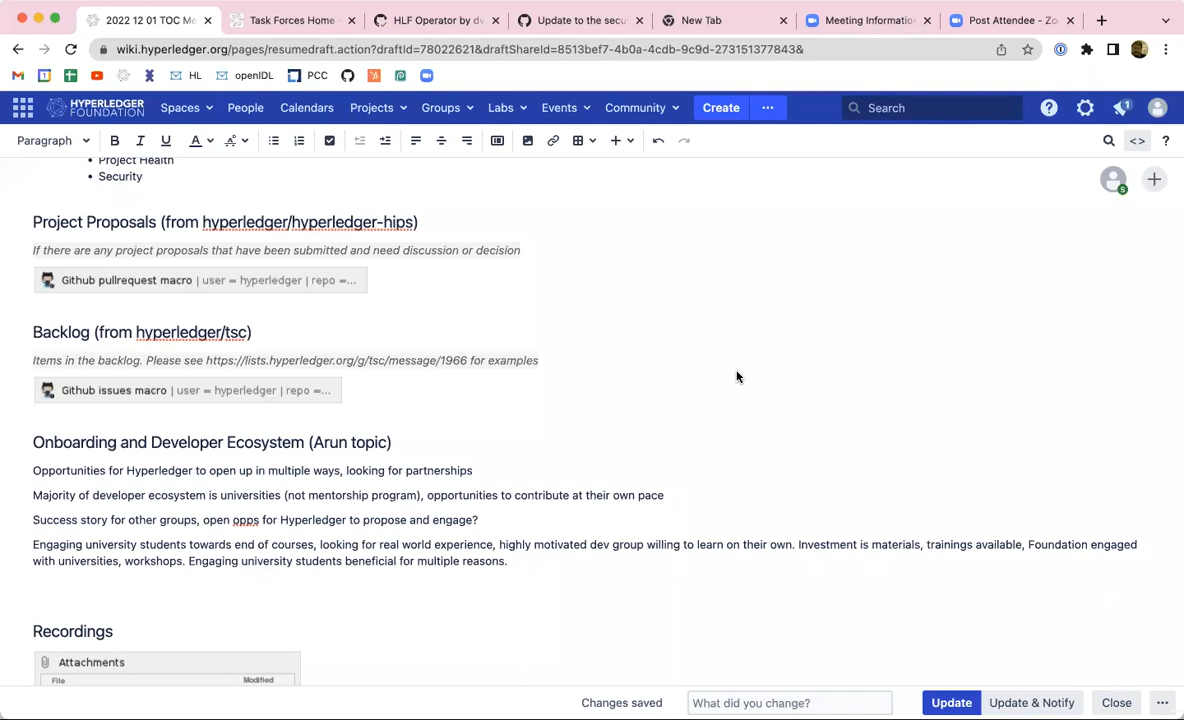 2022 12 01 TOC Me
Task Forces Home -
HLF Operator by dv
Update to the secu
New Tab
Meeting Informatio
Post Attendee - Zo
wiki.hyperledger.org/pages/resumedraft.action?draftId=78022621&draftShareId=8513bef7-4b0a-4cdb-9c9d-273151377843&
HL
openIDL
PCC
HYPERLEDGER
FOUNDATION
Spaces
People
Calendars
Projects
Groups
Labs
Events
Community
Create
Search
1
Paragraph
B I U A
<>
?
• Project Health
• Security
S
Project Proposals (from hyperledger/hyperledger-hips)
If there are any project proposals that have been submitted and need discussion or decision
Github pullrequest macro | user = hyperledger | repo =...
Backlog (from hyperledger/tsc)
Items in the backlog. Please see https://lists.hyperledger.org/g/tsc/message/1966 for examples
Github issues macro | user = hyperledger | repo =...
Onboarding and Developer Ecosystem (Arun topic)
Opportunities for Hyperledger to open up in multiple ways, looking for partnerships
Majority of developer ecosystem is universities (not mentorship program), opportunities to contribute at their own pace
Success story for other groups, open opps for Hyperledger to propose and engage?
Engaging university students towards end of courses, looking for real world experience, highly motivated dev group willing to learn on their own. Investment is materials, trainings available, Foundation engaged
with universities, workshops. Engaging university students beneficial for multiple reasons.
Recordings
Attachments
File
Modified
Changes saved
What did you change?
Update
Update & Notify
Close